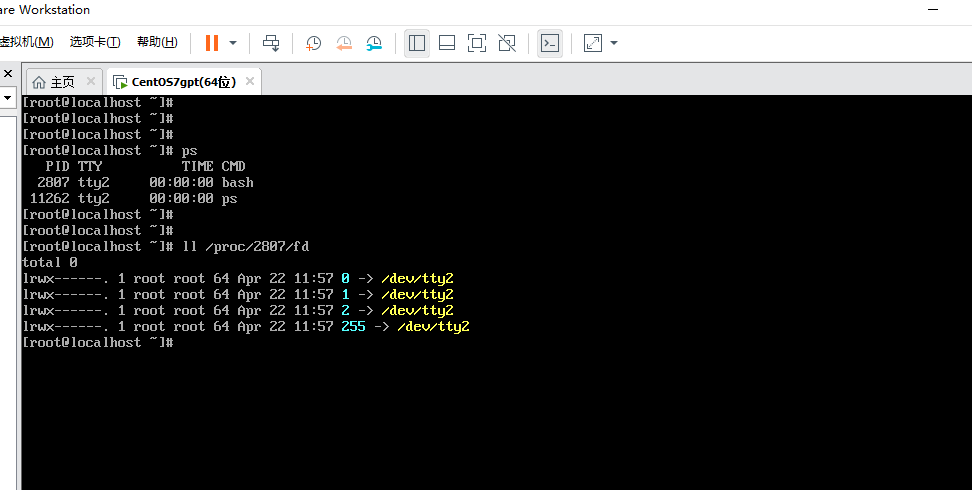 are Workstation
虚拟机(M) 选项卡(T) 帮助(H)
主页 CentOS7gpt(64位)
[root@localhost ~]#
[root@localhost ~]#
[root@localhost ~]#
[root@localhost ~]# ps
PID TTY TIME CMD
2807 tty2 00:00:00 bash
11262 tty2 00:00:00 ps
[root@localhost ~]#
[root@localhost ~]#
[root@localhost ~]# ll /proc/2807/fd
total 0
lrwx------. 1 root root 64 Apr 22 11:57 0 -> /dev/tty2
lrwx------. 1 root root 64 Apr 22 11:57 1 -> /dev/tty2
lrwx------. 1 root root 64 Apr 22 11:57 2 -> /dev/tty2
lrwx------. 1 root root 64 Apr 22 11:57 255 -> /dev/tty2
[root@localhost ~]#